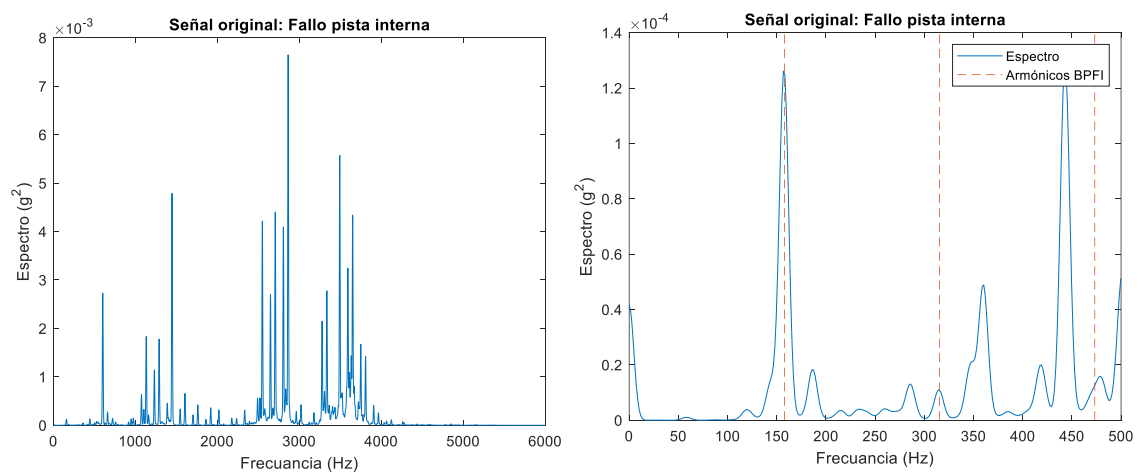 Señal original: Fallo pista interna
×10⁻³
8
7
6
5
4
3
2
1
0
Espectro (g²)
0 1000 2000 3000 4000 5000 6000
Frecuancia (Hz)
Señal original: Fallo pista interna
×10⁻⁴
1.4
1.2
1
0.8
0.6
0.4
0.2
0
Espectro (g²)
Espectro
Armónicos BPFI
0 50 100 150 200 250 300 350 400 450 500
Frecuancia (Hz)